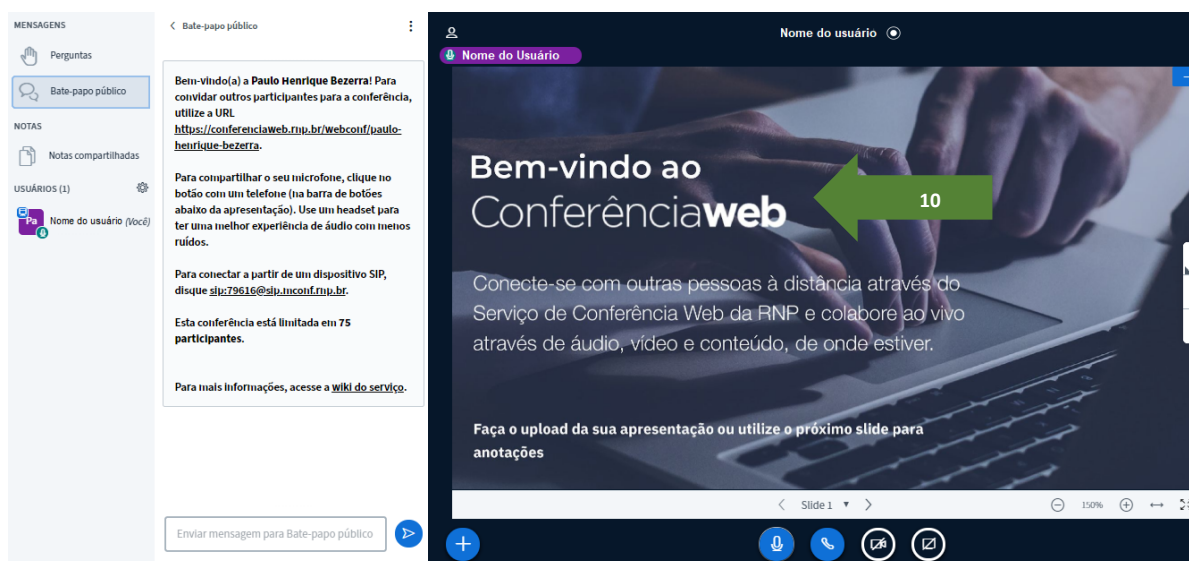 MENSAGENS
Perguntas
Bate-papo público
NOTAS
Notas compartilhadas
USUÁRIOS (1)
Pa
Nome do usuário (Você)
Bate-papo público
Bem-vindo(a) a Paulo Henrique Bezerra! Para
convidar outros participantes para a conferência,
utilize a URL
https://conferenciaweb.rnp.br/webconf/paulo-
henrique-bezerra.
Para compartilhar o seu microfone, clique no
botão com um telefone (na barra de botões
abaixo da apresentação). Use um headset para
ter uma melhor experiência de áudio com menos
ruídos.
Para conectar a partir de um dispositivo SIP,
disque sip:79616@sip.mconf.rnp.br.
Esta conferência está limitada em 75
participantes.
Para mais informações, acesse a wiki do serviço.
Enviar mensagem para Bate-papo público
Nome do usuário
Nome do Usuário
Bem-vindo ao
Conferênciaweb
10
Conecte-se com outras pessoas à distância através do
Serviço de Conferência Web da RNP e colabore ao vivo
através de áudio, vídeo e conteúdo, de onde estiver.
Faça o upload da sua apresentação ou utilize o próximo slide para
anotações
Slide 1
150%